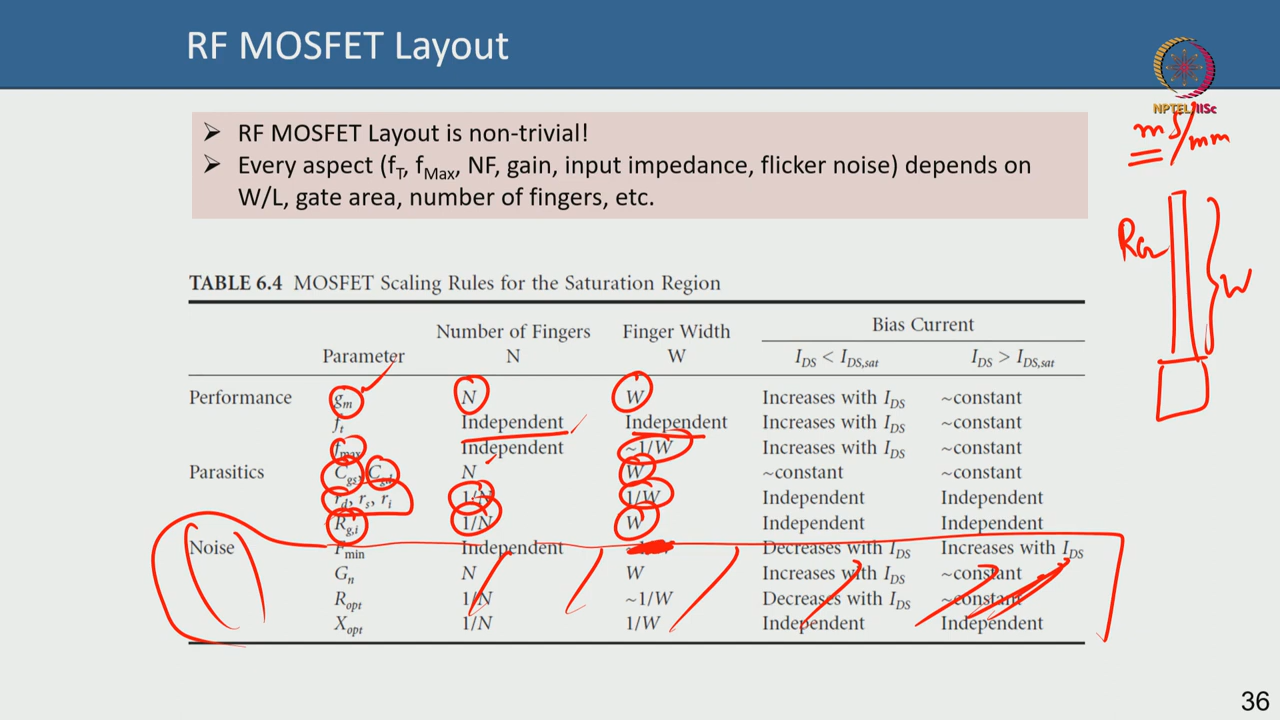 RF MOSFET Layout
NPTEL IISc
mS/mm
➢ RF MOSFET Layout is non-trivial!
➢ Every aspect (fT, fMax, NF, gain, input impedance, flicker noise) depends on
W/L, gate area, number of fingers, etc.
RG
W
TABLE 6.4 MOSFET Scaling Rules for the Saturation Region
Number of Fingers Finger Width Bias Current
Parameter N W IDS < IDS,sat IDS > IDS,sat
Performance gm N W Increases with IDS ~constant
ft Independent Independent Increases with IDS ~constant
fmax Independent ~1/W Increases with IDS ~constant
Parasitics Cgs, Cgd N W ~constant ~constant
rd, rs, ri 1/N 1/W Independent Independent
Rg,i 1/N W Independent Independent
Noise Fmin Independent Decreases with IDS Increases with IDS
Gn N W Increases with IDS ~constant
Ropt 1/N ~1/W Decreases with IDS ~constant
Xopt 1/N 1/W Independent Independent
36